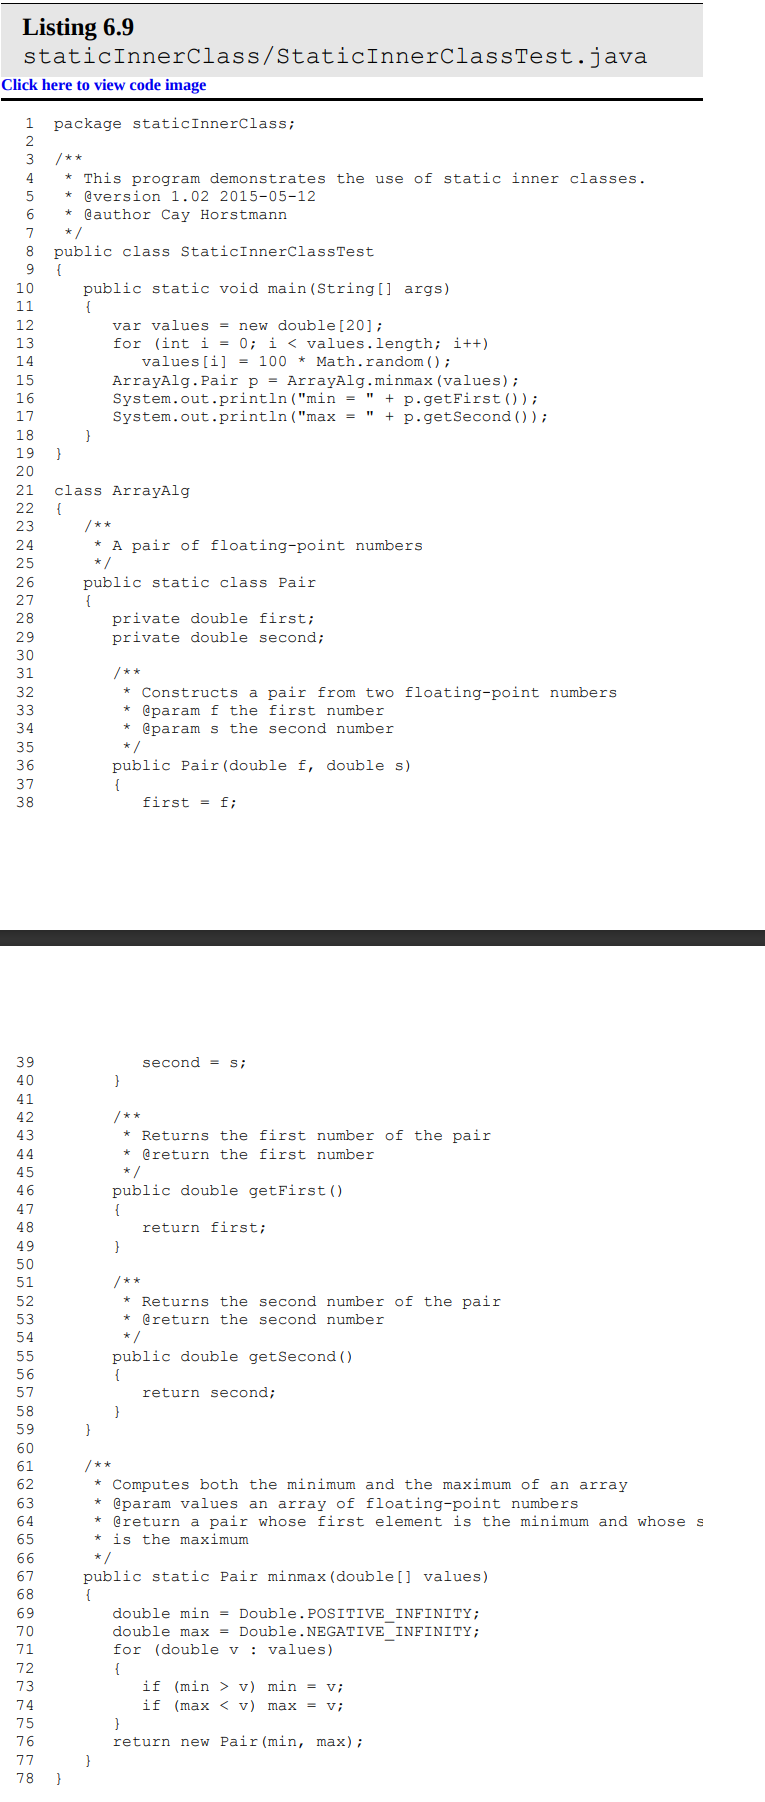 Listing 6.9
staticInnerClass/StaticInnerClassTest.java
Click here to view code image
1 package staticInnerClass;
2
3 /**
4 * This program demonstrates the use of static inner classes.
5 * @version 1.02 2015-05-12
6 * @author Cay Horstmann
7 */
8 public class StaticInnerClassTest
9 {
10 public static void main(String[] args)
11 {
12 var values = new double[20];
13 for (int i = 0; i < values.length; i++)
14 values[i] = 100 * Math.random();
15 ArrayAlg.Pair p = ArrayAlg.minmax(values);
16 System.out.println("min = " + p.getFirst());
17 System.out.println("max = " + p.getSecond());
18 }
19 }
20
21 class ArrayAlg
22 {
23 /**
24 * A pair of floating-point numbers
25 */
26 public static class Pair
27 {
28 private double first;
29 private double second;
30
31 /**
32 * Constructs a pair from two floating-point numbers
33 * @param f the first number
34 * @param s the second number
35 */
36 public Pair(double f, double s)
37 {
38 first = f;
39 second = s;
40 }
41
42 /**
43 * Returns the first number of the pair
44 * @return the first number
45 */
46 public double getFirst()
47 {
48 return first;
49 }
50
51 /**
52 * Returns the second number of the pair
53 * @return the second number
54 */
55 public double getSecond()
56 {
57 return second;
58 }
59 }
60
61 /**
62 * Computes both the minimum and the maximum of an array
63 * @param values an array of floating-point numbers
64 * @return a pair whose first element is the minimum and whose s
65 * is the maximum
66 */
67 public static Pair minmax(double[] values)
68 {
69 double min = Double.POSITIVE_INFINITY;
70 double max = Double.NEGATIVE_INFINITY;
71 for (double v : values)
72 {
73 if (min > v) min = v;
74 if (max < v) max = v;
75 }
76 return new Pair(min, max);
77 }
78 }